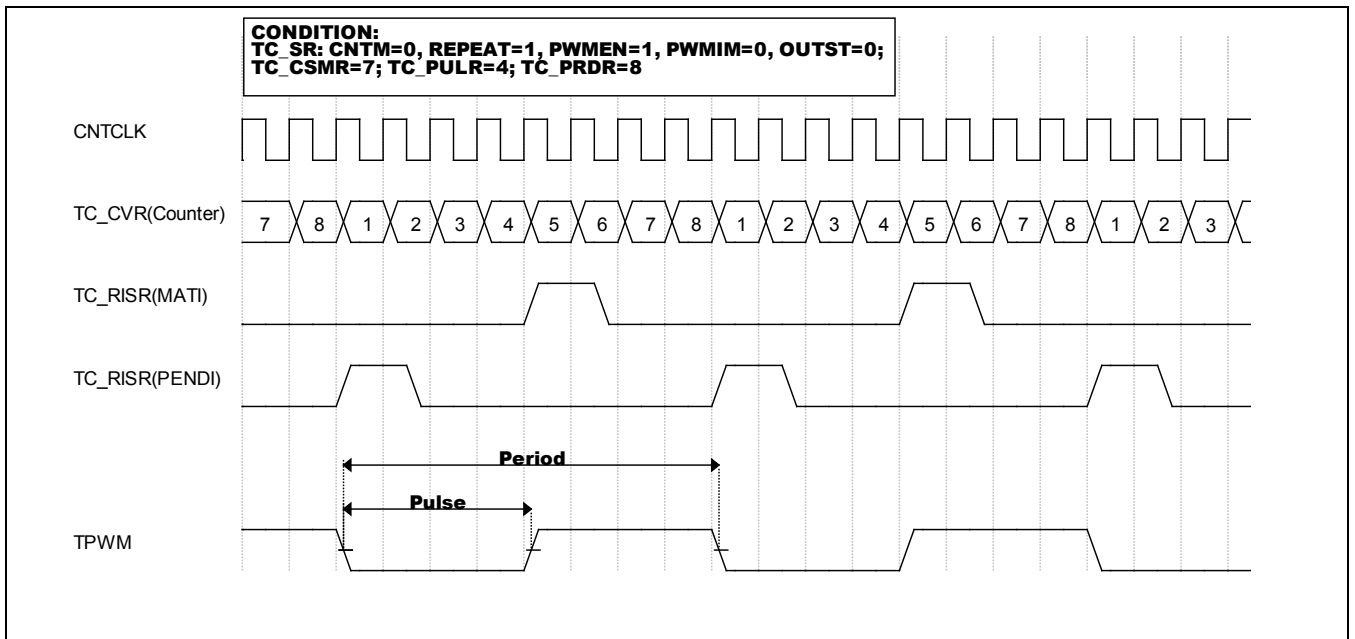 CONDITION:
TC_SR: CNTM=0, REPEAT=1, PWMEN=1, PWMIM=0, OUTST=0;
TC_CSMR=7; TC_PULR=4; TC_PRDR=8
CNTCLK
TC_CVR(Counter)
7 8 1 2 3 4 5 6 7 8 1 2 3 4 5 6 7 8 1 2 3
TC_RISR(MATI)
TC_RISR(PENDI)
Period
Pulse
TPWM